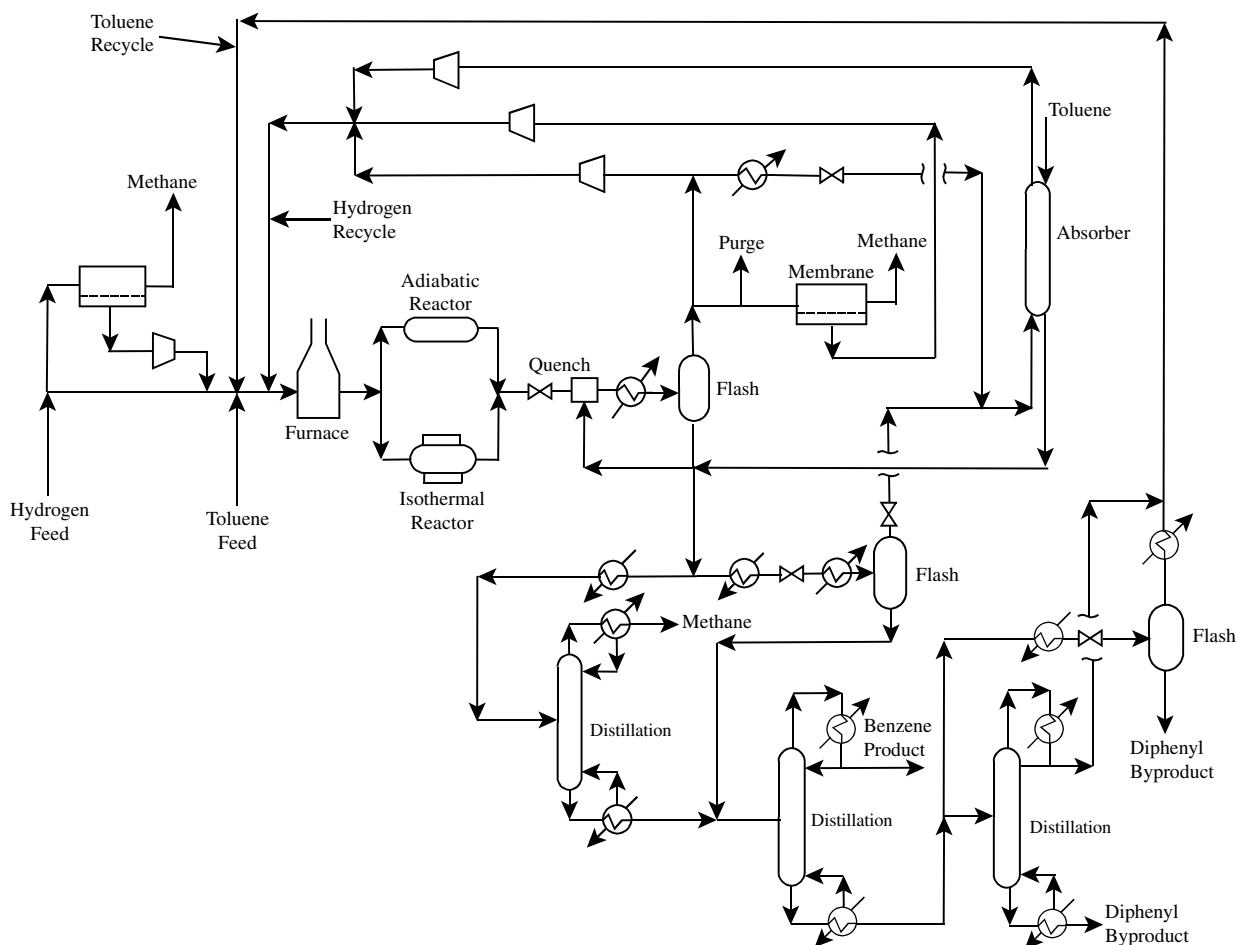 Toluene
Recycle
Toluene
Methane
Hydrogen
Recycle
Absorber
Purge
Methane
Membrane
Adiabatic
Reactor
Quench
Flash
Furnace
Isothermal
Reactor
Hydrogen
Feed
Toluene
Feed
Flash
Methane
Flash
Distillation
Benzene
Product
Diphenyl
Byproduct
Distillation
Distillation
Diphenyl
Byproduct